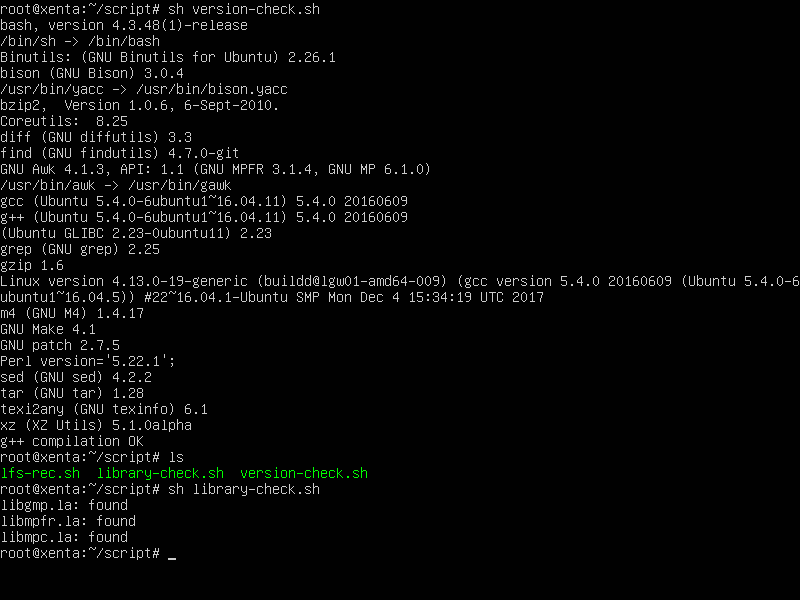 root@xenta:~/script# sh version-check.sh
bash, version 4.3.48(1)-release
/bin/sh -> /bin/bash
Binutils: (GNU Binutils for Ubuntu) 2.26.1
bison (GNU Bison) 3.0.4
/usr/bin/yacc -> /usr/bin/bison.yacc
bzip2,  Version 1.0.6, 6-Sept-2010.
Coreutils:  8.25
diff (GNU diffutils) 3.3
find (GNU findutils) 4.7.0-git
GNU Awk 4.1.3, API: 1.1 (GNU MPFR 3.1.4, GNU MP 6.1.0)
/usr/bin/awk -> /usr/bin/gawk
gcc (Ubuntu 5.4.0-6ubuntu1~16.04.11) 5.4.0 20160609
g++ (Ubuntu 5.4.0-6ubuntu1~16.04.11) 5.4.0 20160609
(Ubuntu GLIBC 2.23-0ubuntu11) 2.23
grep (GNU grep) 2.25
gzip 1.6
Linux version 4.13.0-19-generic (buildd@lgw01-amd64-009) (gcc version 5.4.0 20160609 (Ubuntu 5.4.0-6
ubuntu1~16.04.5)) #22~16.04.1-Ubuntu SMP Mon Dec 4 15:34:19 UTC 2017
m4 (GNU M4) 1.4.17
GNU Make 4.1
GNU patch 2.7.5
Perl version='5.22.1';
sed (GNU sed) 4.2.2
tar (GNU tar) 1.28
texi2any (GNU texinfo) 6.1
xz (XZ Utils) 5.1.0alpha
g++ compilation OK
root@xenta:~/script# ls
lfs-rec.sh  library-check.sh  version-check.sh
root@xenta:~/script# sh library-check.sh
libgmp.la: found
libmpfr.la: found
libmpc.la: found
root@xenta:~/script# _